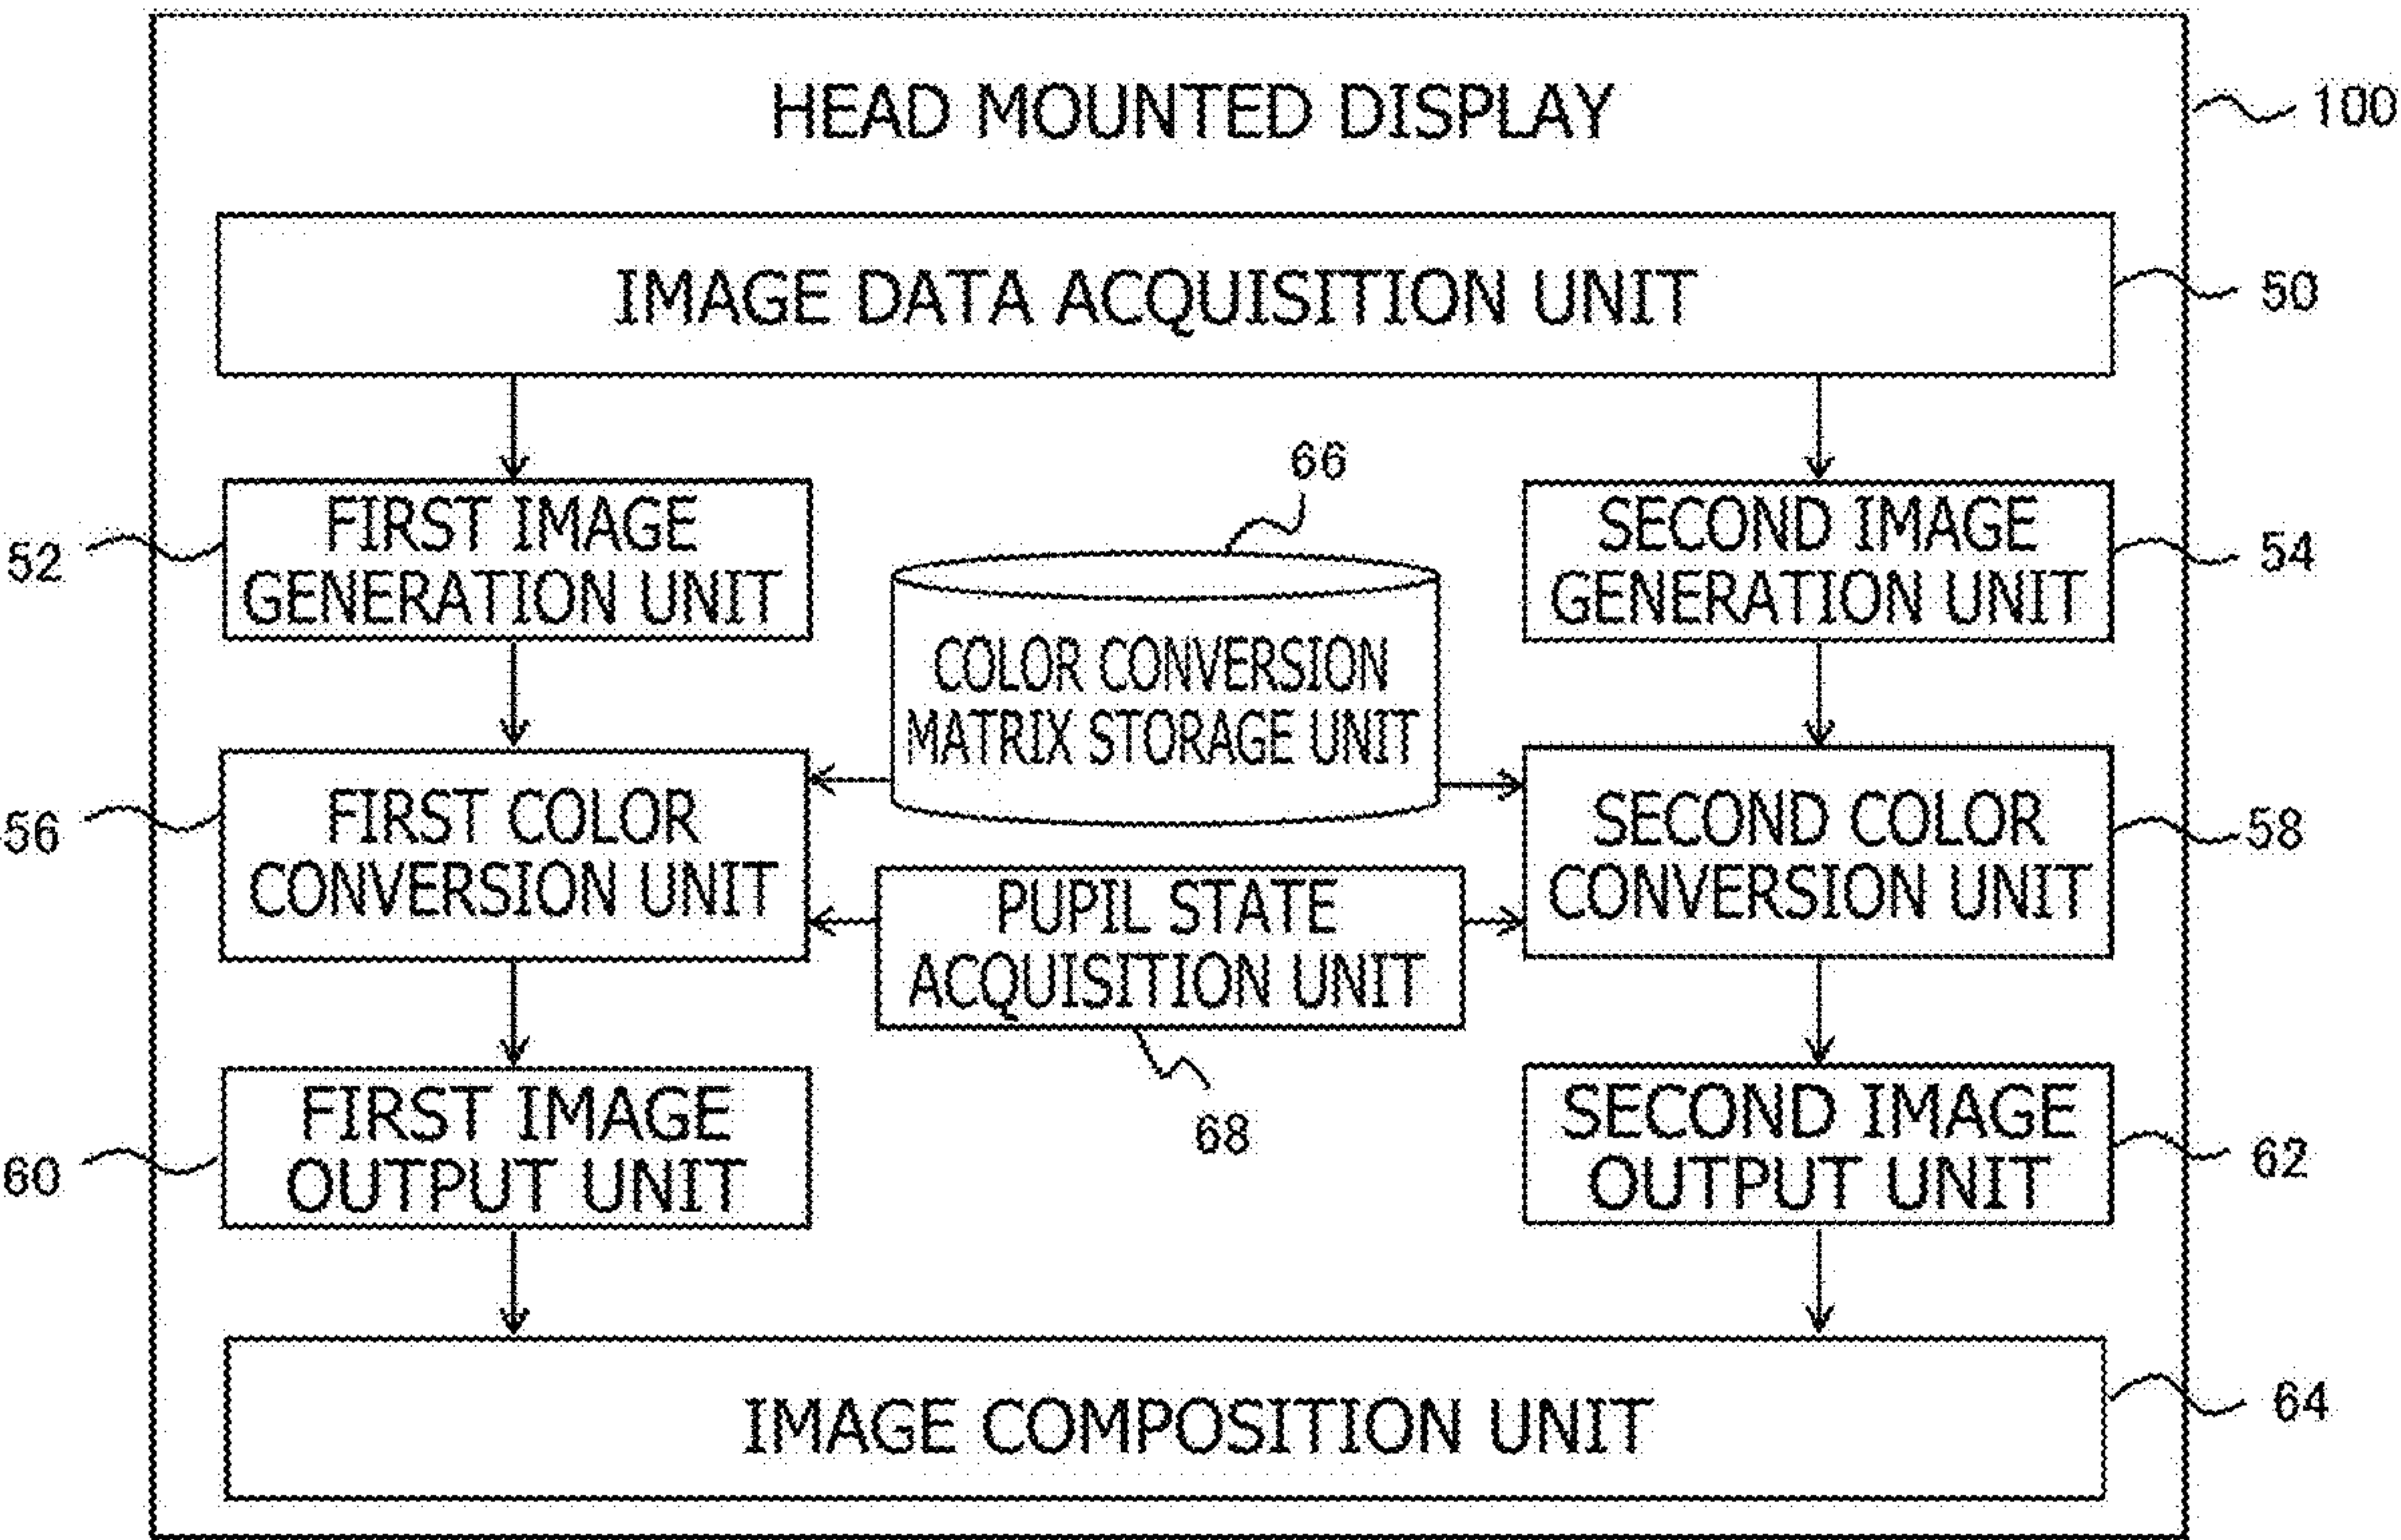 HEAD MOUNTED DISPLAY
100
IMAGE DATA ACQUISITION UNIT
50
66
52
FIRST IMAGE
GENERATION UNIT
SECOND IMAGE
GENERATION UNIT
54
COLOR CONVERSION
MATRIX STORAGE UNIT
56
FIRST COLOR
CONVERSION UNIT
SECOND COLOR
CONVERSION UNIT
58
PUPIL STATE
ACQUISITION UNIT
68
60
FIRST IMAGE
OUTPUT UNIT
SECOND IMAGE
OUTPUT UNIT
62
IMAGE COMPOSITION UNIT
64